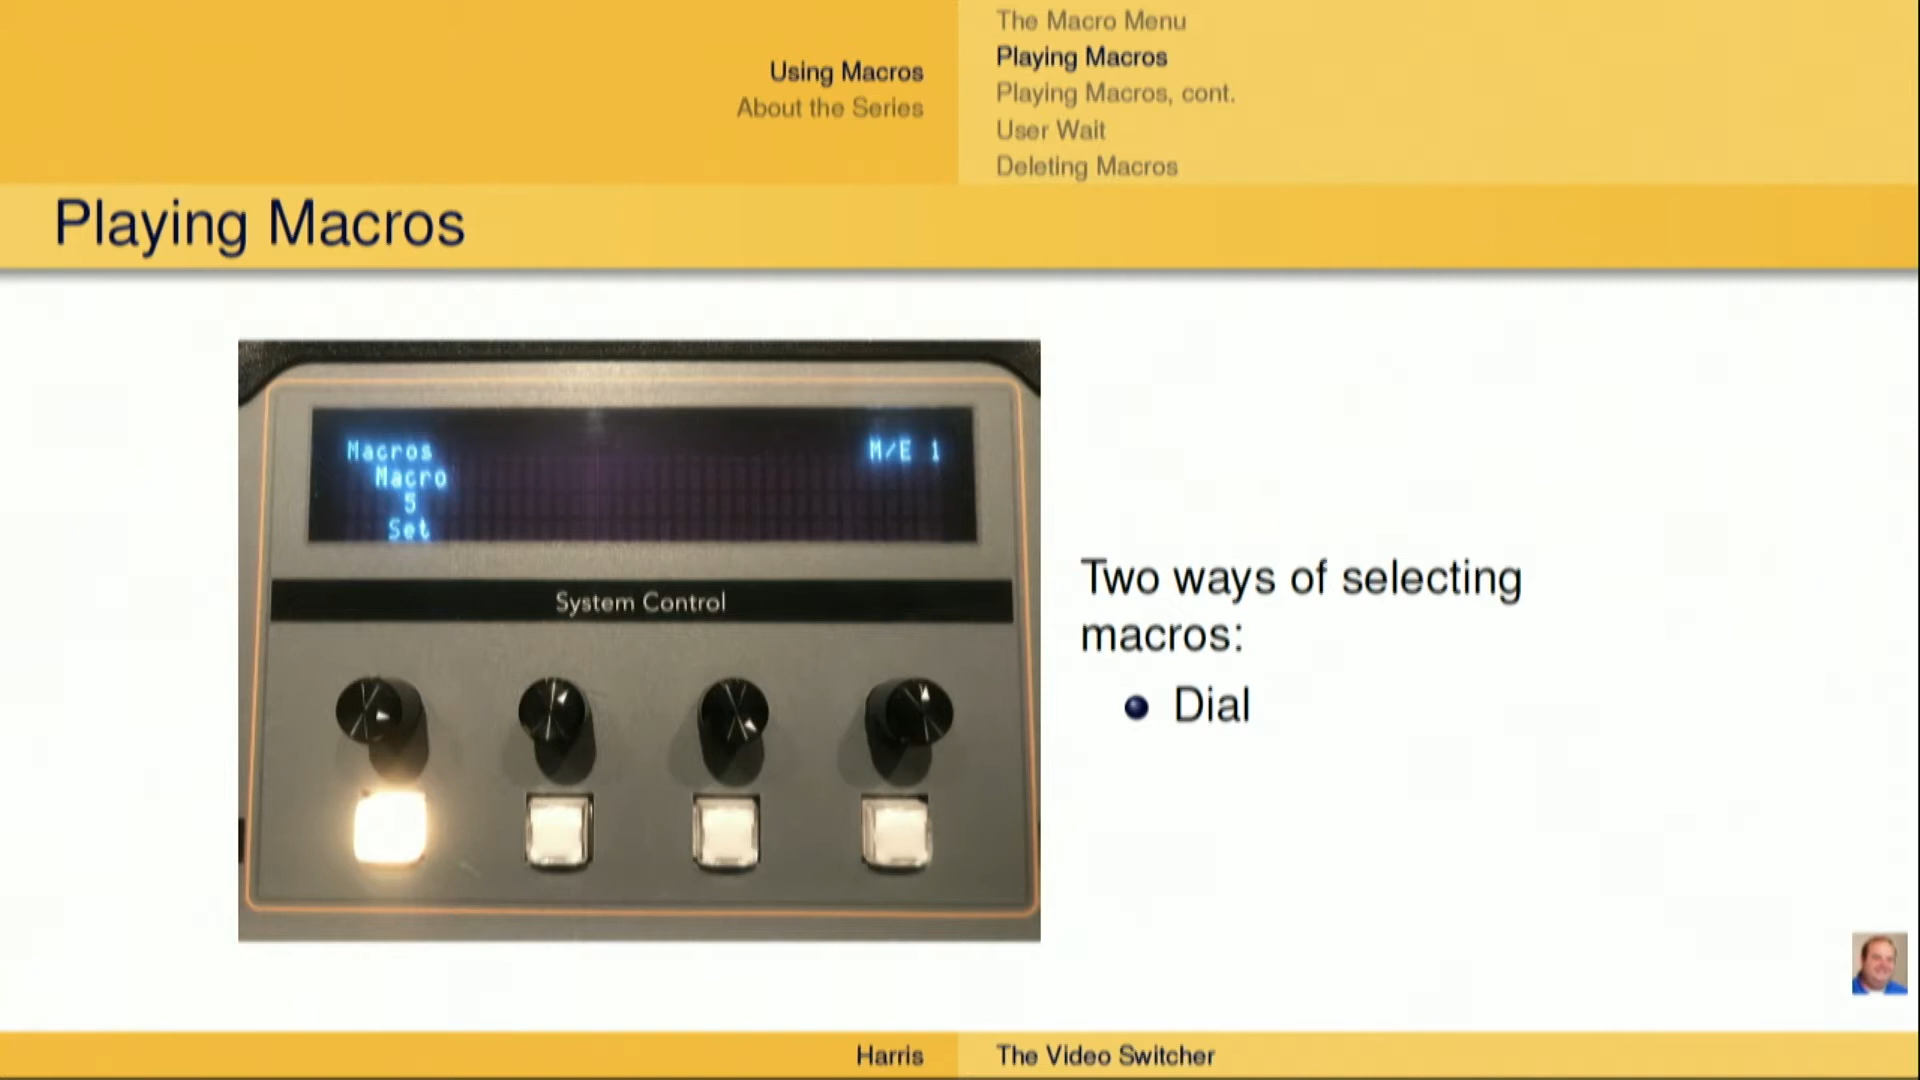 Using Macros
About the Series
The Macro Menu
Playing Macros
Playing Macros, cont.
User Wait
Deleting Macros
Playing Macros
Macros M/E 1
Macro
5
Set
System Control
Two ways of selecting
macros:
Dial
Harris
The Video Switcher